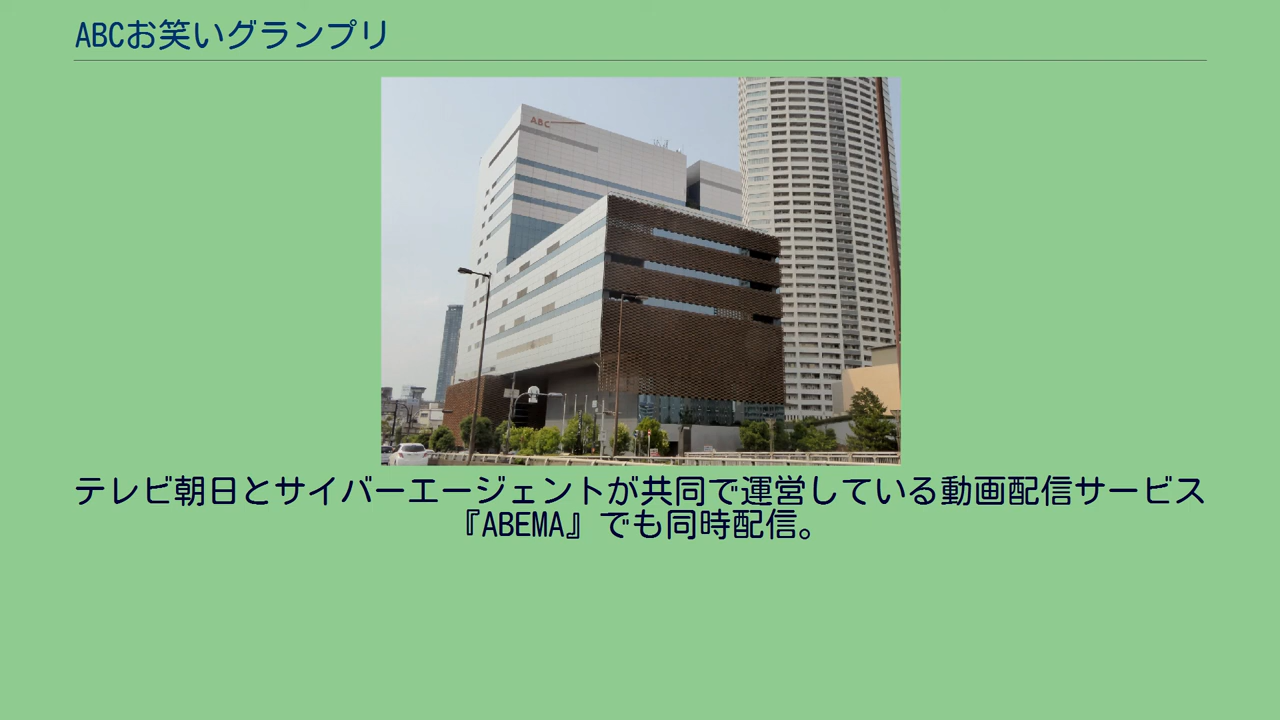 ABCお笑いグランプリ
ABC
テレビ朝日とサイバーエージェントが共同で運営している動画配信サービス
『ABEMA』でも同時配信。